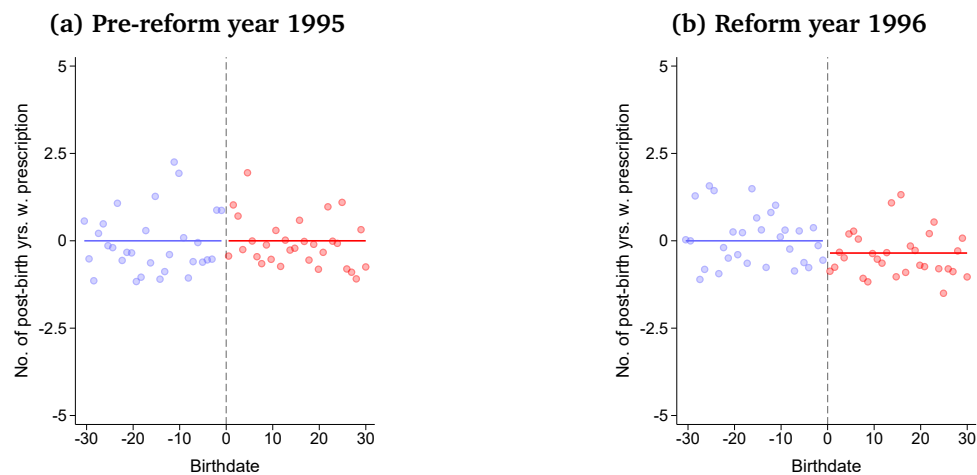 (a) Pre-reform year 1995
No. of post-birth yrs. w. prescription
5
2.5
0
-2.5
-5
-30 -20 -10 0 10 20 30
Birthdate
(b) Reform year 1996
No. of post-birth yrs. w. prescription
5
2.5
0
-2.5
-5
-30 -20 -10 0 10 20 30
Birthdate